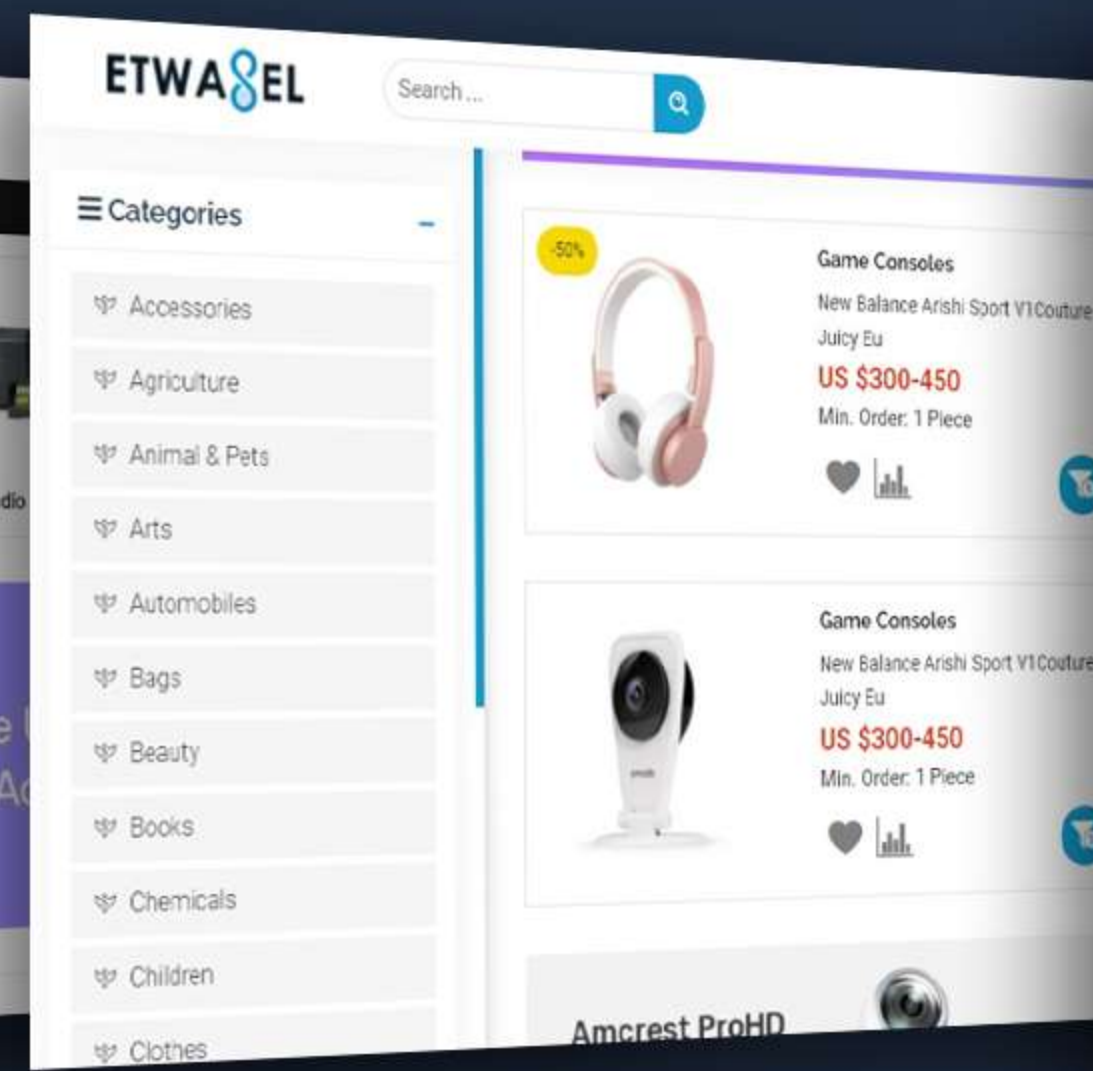 ETWA8EL
Search ...
Categories
Accessories
Agriculture
Animal & Pets
Arts
Automobiles
Bags
Beauty
Books
Chemicals
Children
Clothes
-50%
Game Consoles
New Balance Arishi Sport V1Couture
Juicy Eu
US $300-450
Min. Order: 1 Piece
Game Consoles
New Balance Arishi Sport V1Couture
Juicy Eu
US $300-450
Min. Order: 1 Piece
Amcrest ProHD
dio
e
Ac